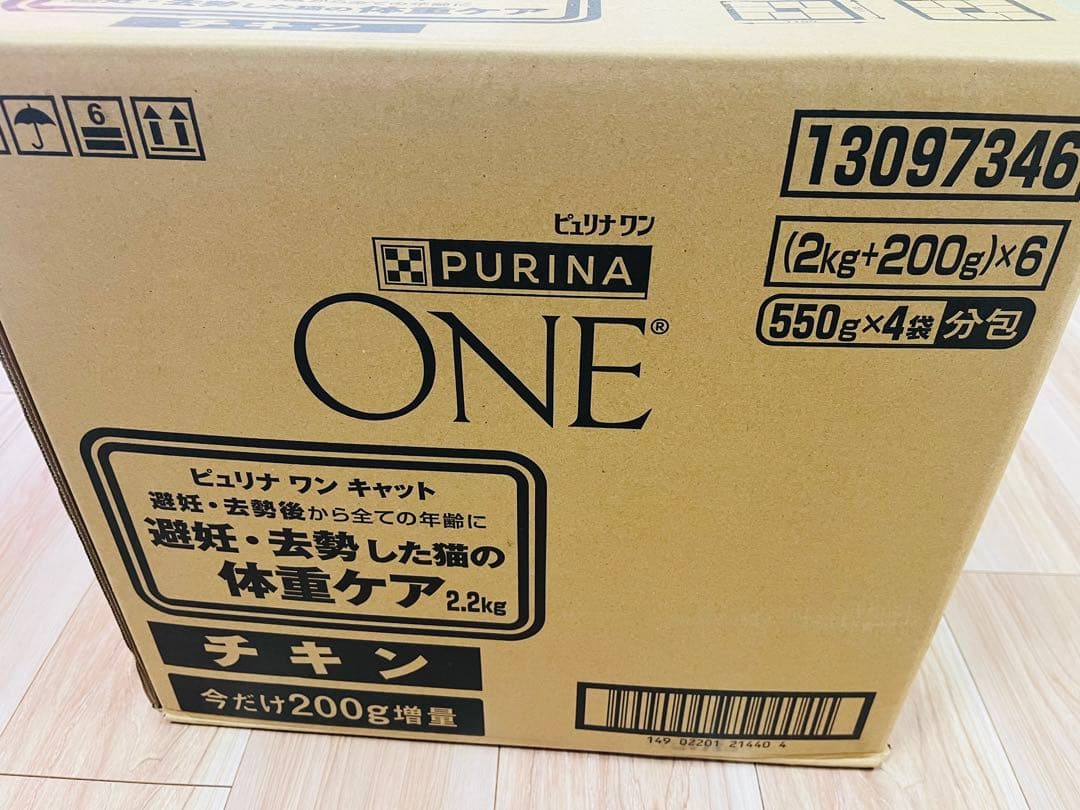 チキン
6
13097346
(2kg+200g)×6
550g×4袋 分包
ピュリナ ワン
PURINA
ONE®
ピュリナ ワン キャット
避妊・去勢後から全ての年齢に
避妊・去勢した猫の
体重ケア 2.2kg
チキン
今だけ200g増量
149 02201 21440 4